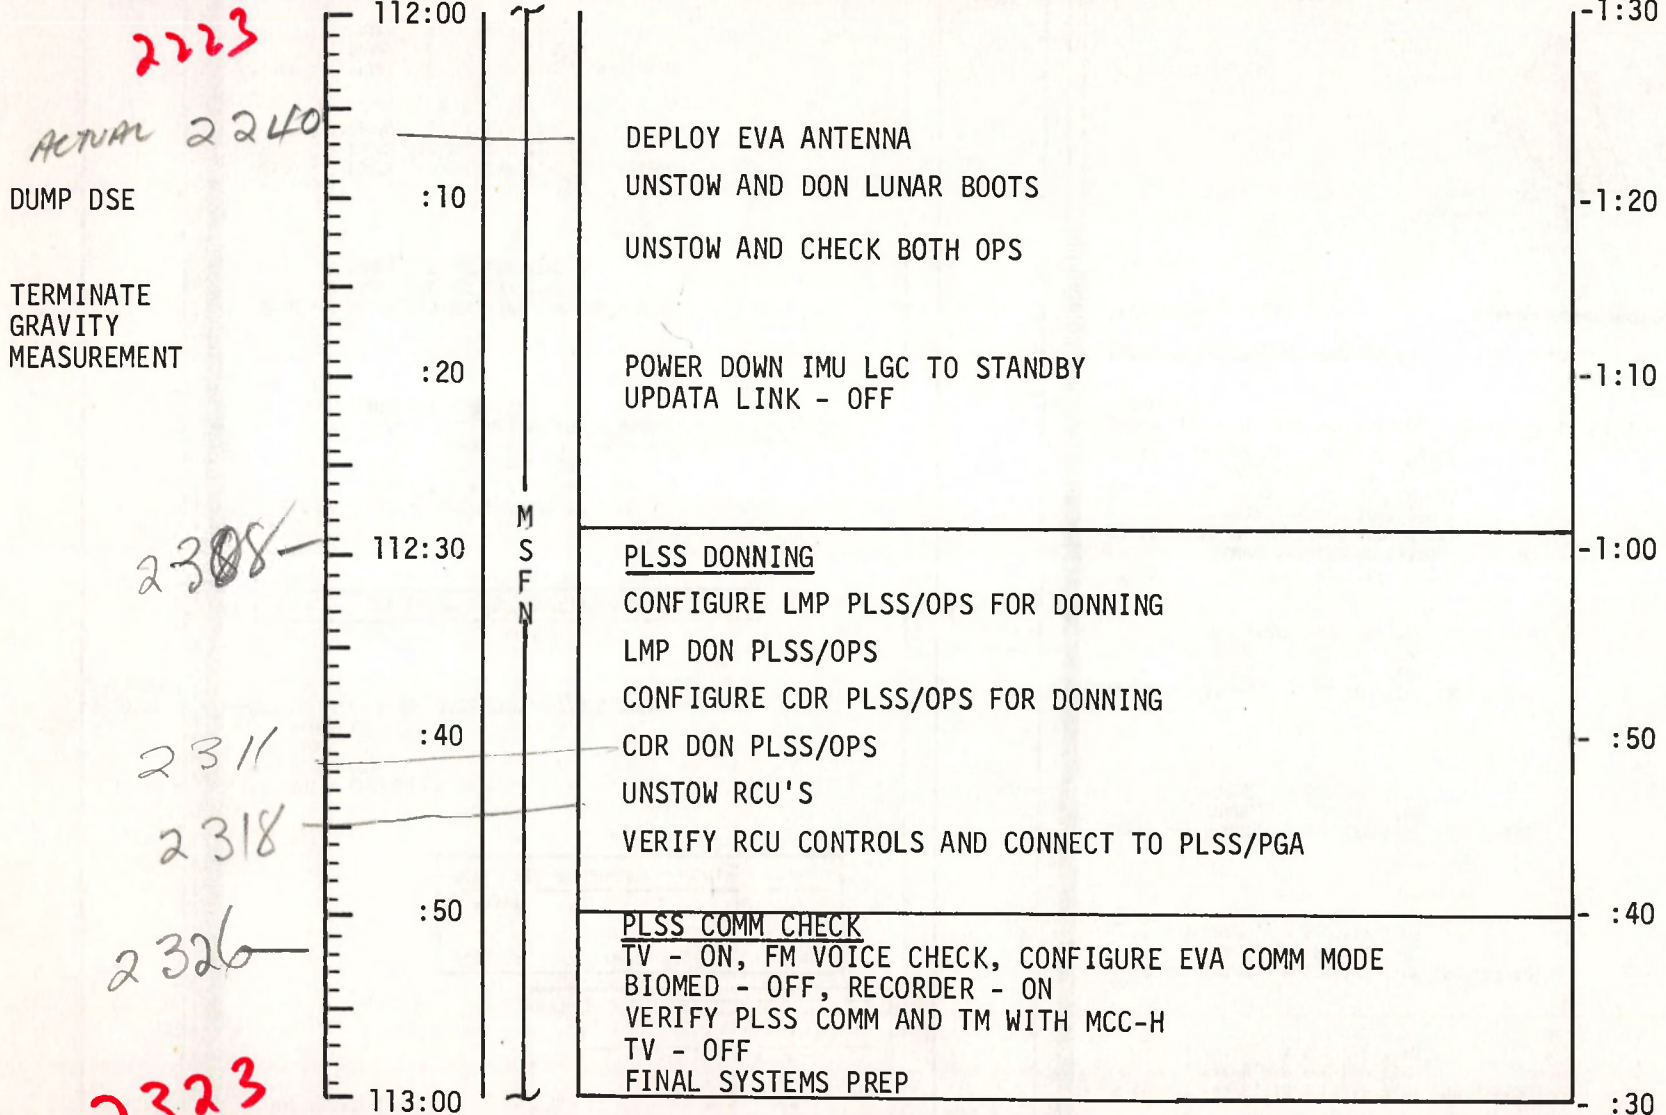 112:00 -1:30
2223
ACTUAL 2240
DEPLOY EVA ANTENNA
DUMP DSE :10 UNSTOW AND DON LUNAR BOOTS -1:20
UNSTOW AND CHECK BOTH OPS
TERMINATE
GRAVITY
MEASUREMENT
:20 POWER DOWN IMU LGC TO STANDBY -1:10
UPDATA LINK - OFF
MSFN
2308 112:30 -1:00
PLSS DONNING
CONFIGURE LMP PLSS/OPS FOR DONNING
LMP DON PLSS/OPS
CONFIGURE CDR PLSS/OPS FOR DONNING
2311 :40 CDR DON PLSS/OPS - :50
UNSTOW RCU'S
2318
VERIFY RCU CONTROLS AND CONNECT TO PLSS/PGA
:50 - :40
PLSS COMM CHECK
2326 TV - ON, FM VOICE CHECK, CONFIGURE EVA COMM MODE
BIOMED - OFF, RECORDER - ON
VERIFY PLSS COMM AND TM WITH MCC-H
TV - OFF
FINAL SYSTEMS PREP
2323 113:00 - :30